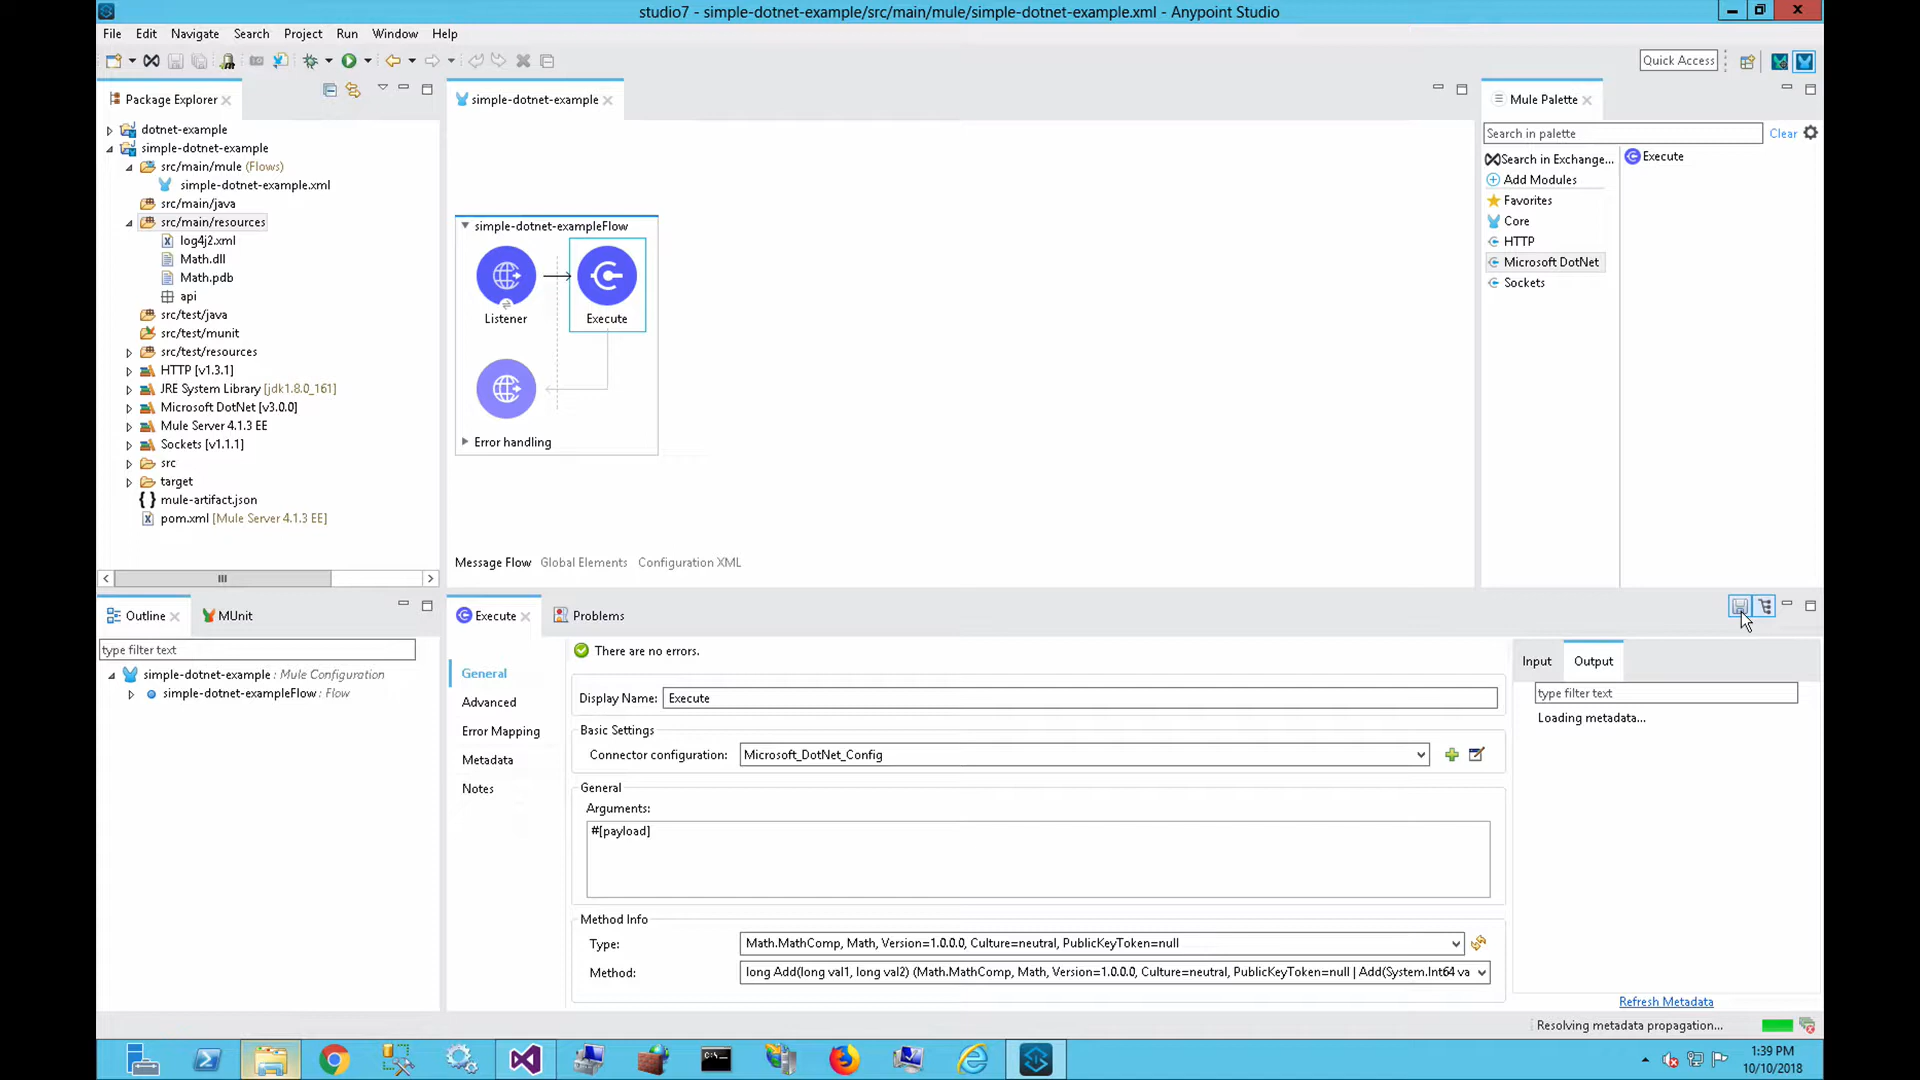 studio7 - simple-dotnet-example/src/main/mule/simple-dotnet-example.xml - Anypoint Studio
File Edit Navigate Search Project Run Window Help
Quick Access
Package Explorer
dotnet-example
simple-dotnet-example
src/main/mule (Flows)
simple-dotnet-example.xml
src/main/java
src/main/resources
log4j2.xml
Math.dll
Math.pdb
api
src/test/java
src/test/munit
src/test/resources
HTTP [v1.3.1]
JRE System Library [jdk1.8.0_161]
Microsoft DotNet [v3.0.0]
Mule Server 4.1.3 EE
Sockets [v1.1.1]
src
target
mule-artifact.json
pom.xml [Mule Server 4.1.3 EE]
simple-dotnet-example
simple-dotnet-exampleFlow
Listener
Execute
Error handling
Message Flow Global Elements Configuration XML
Mule Palette
Search in palette
Clear
Search in Exchange...
Add Modules
Favorites
Core
HTTP
Microsoft DotNet
Sockets
Execute
Outline
MUnit
type filter text
simple-dotnet-example : Mule Configuration
simple-dotnet-exampleFlow : Flow
Execute
Problems
There are no errors.
General
Advanced
Error Mapping
Metadata
Notes
Display Name: Execute
Basic Settings
Connector configuration: Microsoft_DotNet_Config
General
Arguments:
#[payload]
Method Info
Type: Math.MathComp, Math, Version=1.0.0.0, Culture=neutral, PublicKeyToken=null
Method: long Add(long val1, long val2) (Math.MathComp, Math, Version=1.0.0.0, Culture=neutral, PublicKeyToken=null | Add(System.Int64 va
Input
Output
type filter text
Loading metadata...
Refresh Metadata
Resolving metadata propagation...
1:39 PM
10/10/2018